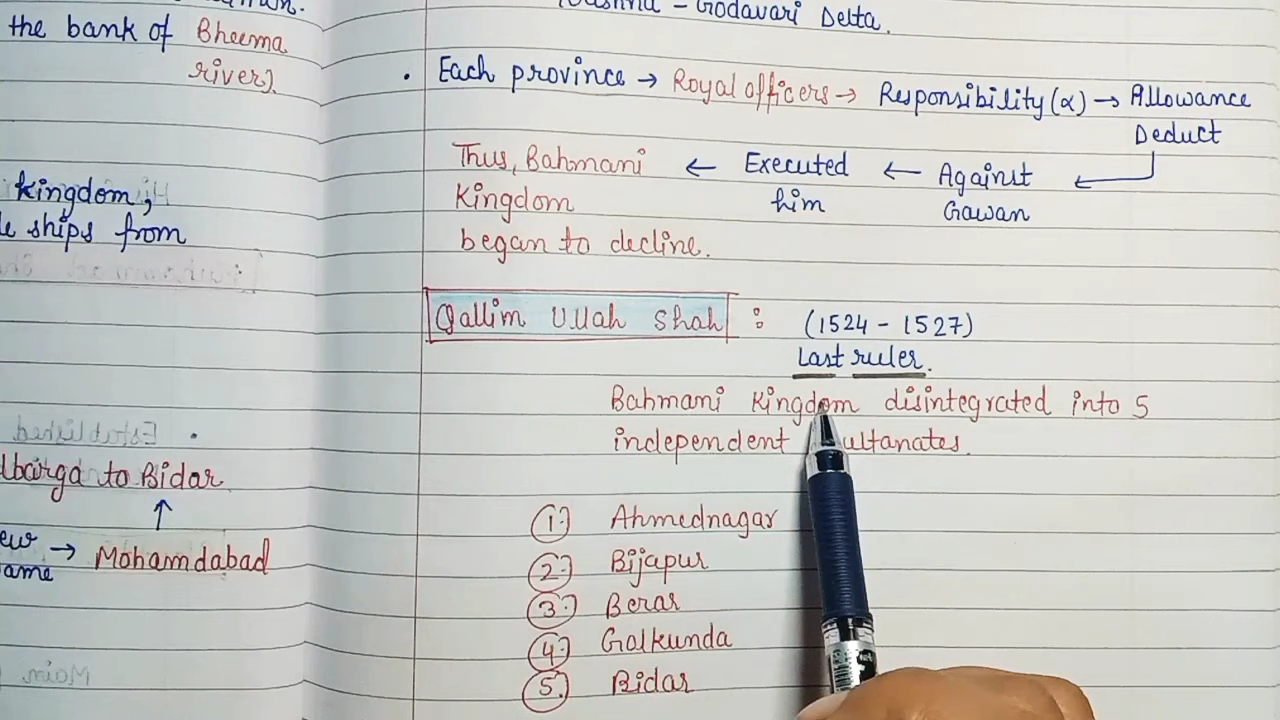 the bank of Bheema
river).
kingdom,
ships from
to Bidar
↑
→ Mohamdabad
ame
- Godavari Delta.
• Each province → Royal officers → Responsibility (α) → Allowance
Deduct
Thus, Bahmani ← Executed ← Against ←
Kingdom him Gawan
began to decline.
Qallim Ullah Shah : (1524 - 1527)
Last ruler.
Bahmani Kingdom disintegrated into 5
independent ultanates.
1. Ahmednagar
2. Bijapur
3. Berar
4. Galkunda
5. Bidar